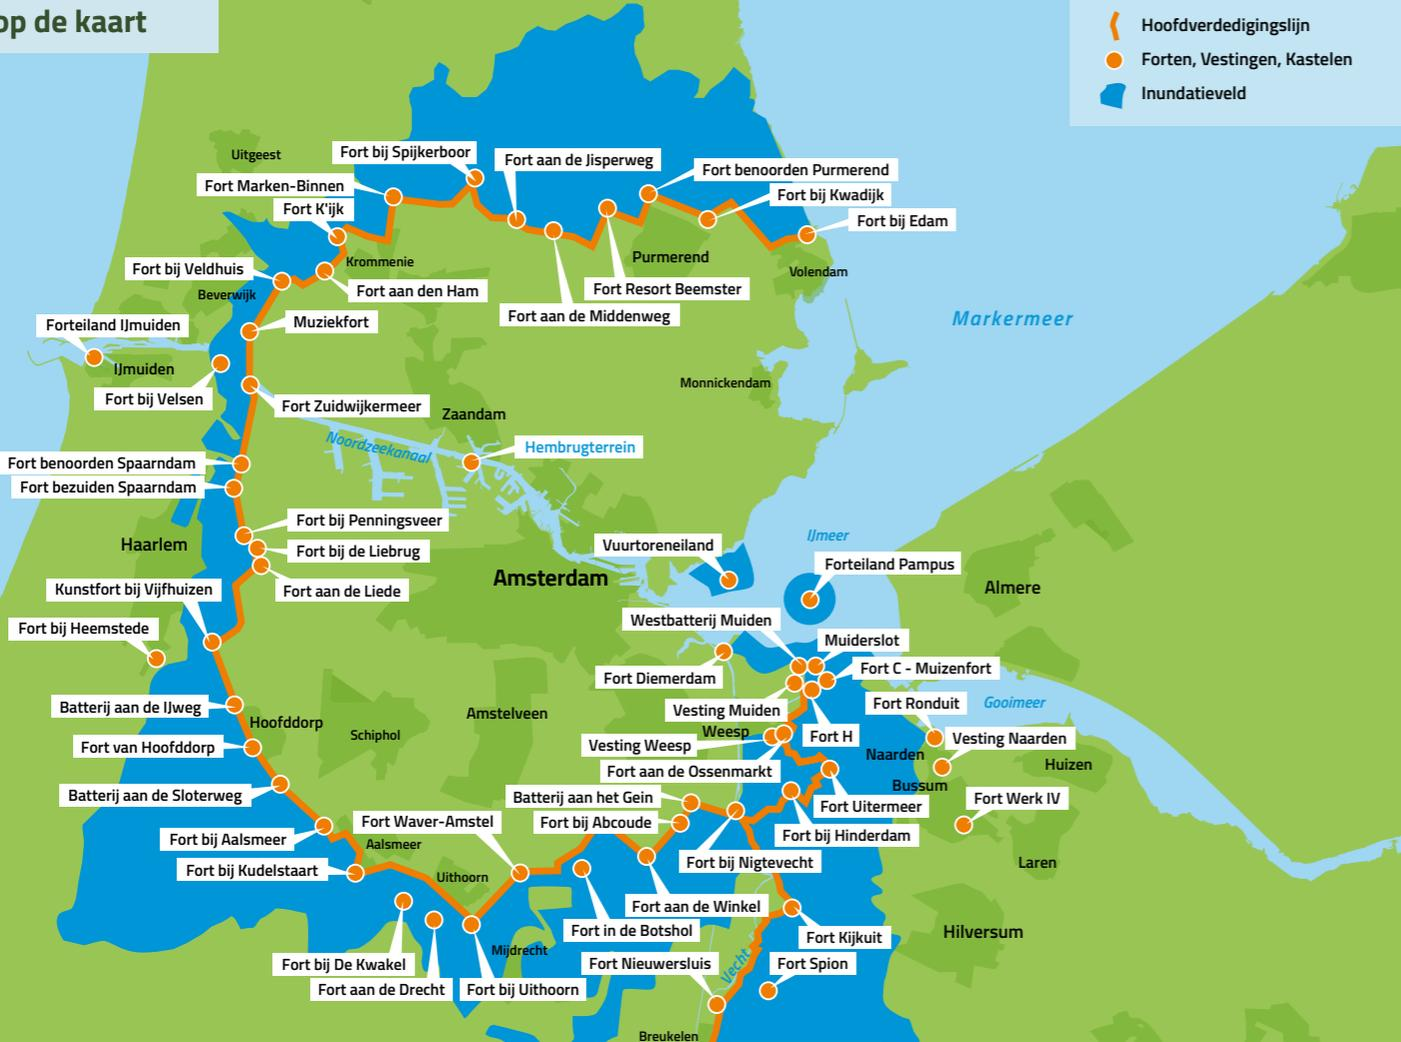 op de kaart
Hoofdverdedigingslijn
Forten, Vestingen, Kastelen
Inundatieveld
Uitgeest
Fort bij Spijkerboor
Fort aan de Jisperweg
Fort benoorden Purmerend
Fort Marken-Binnen
Fort bij Kwadijk
Fort K'ijk
Fort bij Edam
Krommenie
Purmerend
Fort bij Veldhuis
Volendam
Beverwijk
Fort aan den Ham
Fort Resort Beemster
Fort aan de Middenweg
Forteiland IJmuiden
Muziekfort
Markermeer
IJmuiden
Monnickendam
Fort bij Velsen
Fort Zuidwijkermeer
Zaandam
Noordzeekanaal
Hembrugterrein
Fort benoorden Spaarndam
Fort bezuiden Spaarndam
Fort bij Penningsveer
Haarlem
Fort bij de Liebrug
Vuurtoreneiland
IJmeer
Forteiland Pampus
Amsterdam
Almere
Kunstfort bij Vijfhuizen
Fort aan de Liede
Fort bij Heemstede
Westbatterij Muiden
Muiderslot
Fort C - Muizenfort
Fort Diemerdam
Batterij aan de IJweg
Vesting Muiden
Fort Ronduit
Gooimeer
Hoofddorp
Amstelveen
Schiphol
Weesp
Fort H
Vesting Naarden
Fort van Hoofddorp
Vesting Weesp
Naarden
Huizen
Fort aan de Ossenmarkt
Bussum
Batterij aan de Sloterweg
Batterij aan het Gein
Fort Uitermeer
Fort Werk IV
Fort Waver-Amstel
Fort bij Abcoude
Fort bij Hinderdam
Fort bij Aalsmeer
Aalsmeer
Fort bij Nigtevecht
Laren
Fort bij Kudelstaart
Uithoorn
Fort aan de Winkel
Fort in de Botshol
Fort Kijkuit
Hilversum
Mijdrecht
Fort bij De Kwakel
Fort Nieuwersluis
Vecht
Fort Spion
Fort aan de Drecht
Fort bij Uithoorn
Breukelen